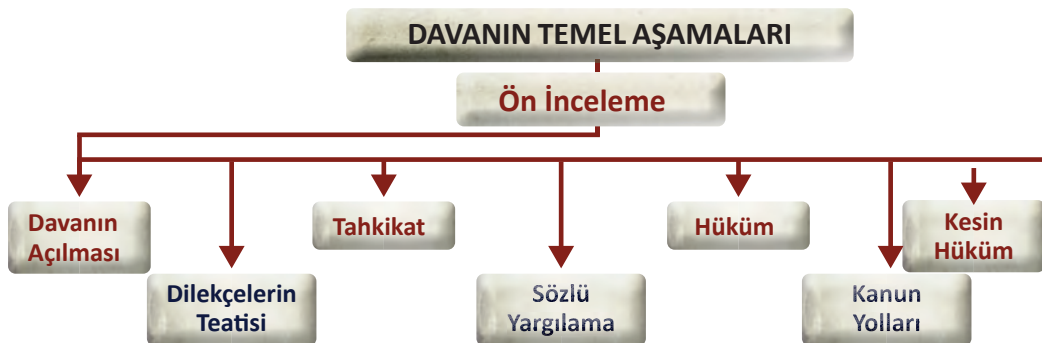 DAVANIN TEMEL AŞAMALARI
Ön İnceleme
Davanın
Açılması
Dilekçelerin
Teatisi
Tahkikat
Sözlü
Yargılama
Hüküm
Kanun
Yolları
Kesin
Hüküm